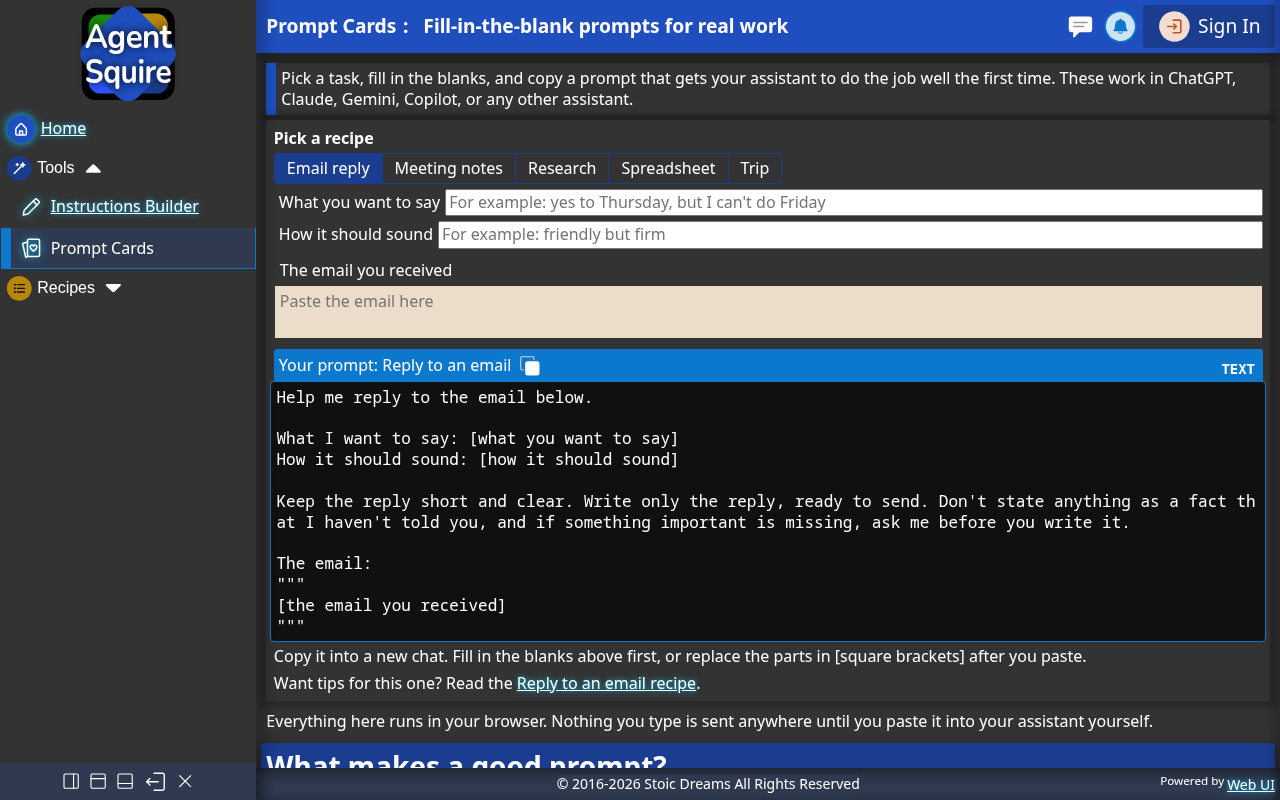 Agent
Squire
Home
Tools
Instructions Builder
Prompt Cards
Recipes
Prompt Cards : Fill-in-the-blank prompts for real work
Sign In
Pick a task, fill in the blanks, and copy a prompt that gets your assistant to do the job well the first time. These work in ChatGPT,
Claude, Gemini, Copilot, or any other assistant.
Pick a recipe
Email reply Meeting notes Research Spreadsheet Trip
What you want to say For example: yes to Thursday, but I can't do Friday
How it should sound For example: friendly but firm
The email you received
Paste the email here
Your prompt: Reply to an email TEXT
Help me reply to the email below.
What I want to say: [what you want to say]
How it should sound: [how it should sound]
Keep the reply short and clear. Write only the reply, ready to send. Don't state anything as a fact th
at I haven't told you, and if something important is missing, ask me before you write it.
The email:
"""
[the email you received]
"""
Copy it into a new chat. Fill in the blanks above first, or replace the parts in [square brackets] after you paste.
Want tips for this one? Read the Reply to an email recipe.
Everything here runs in your browser. Nothing you type is sent anywhere until you paste it into your assistant yourself.
What makes a good prompt?
© 2016-2026 Stoic Dreams All Rights Reserved
Powered by Web UI